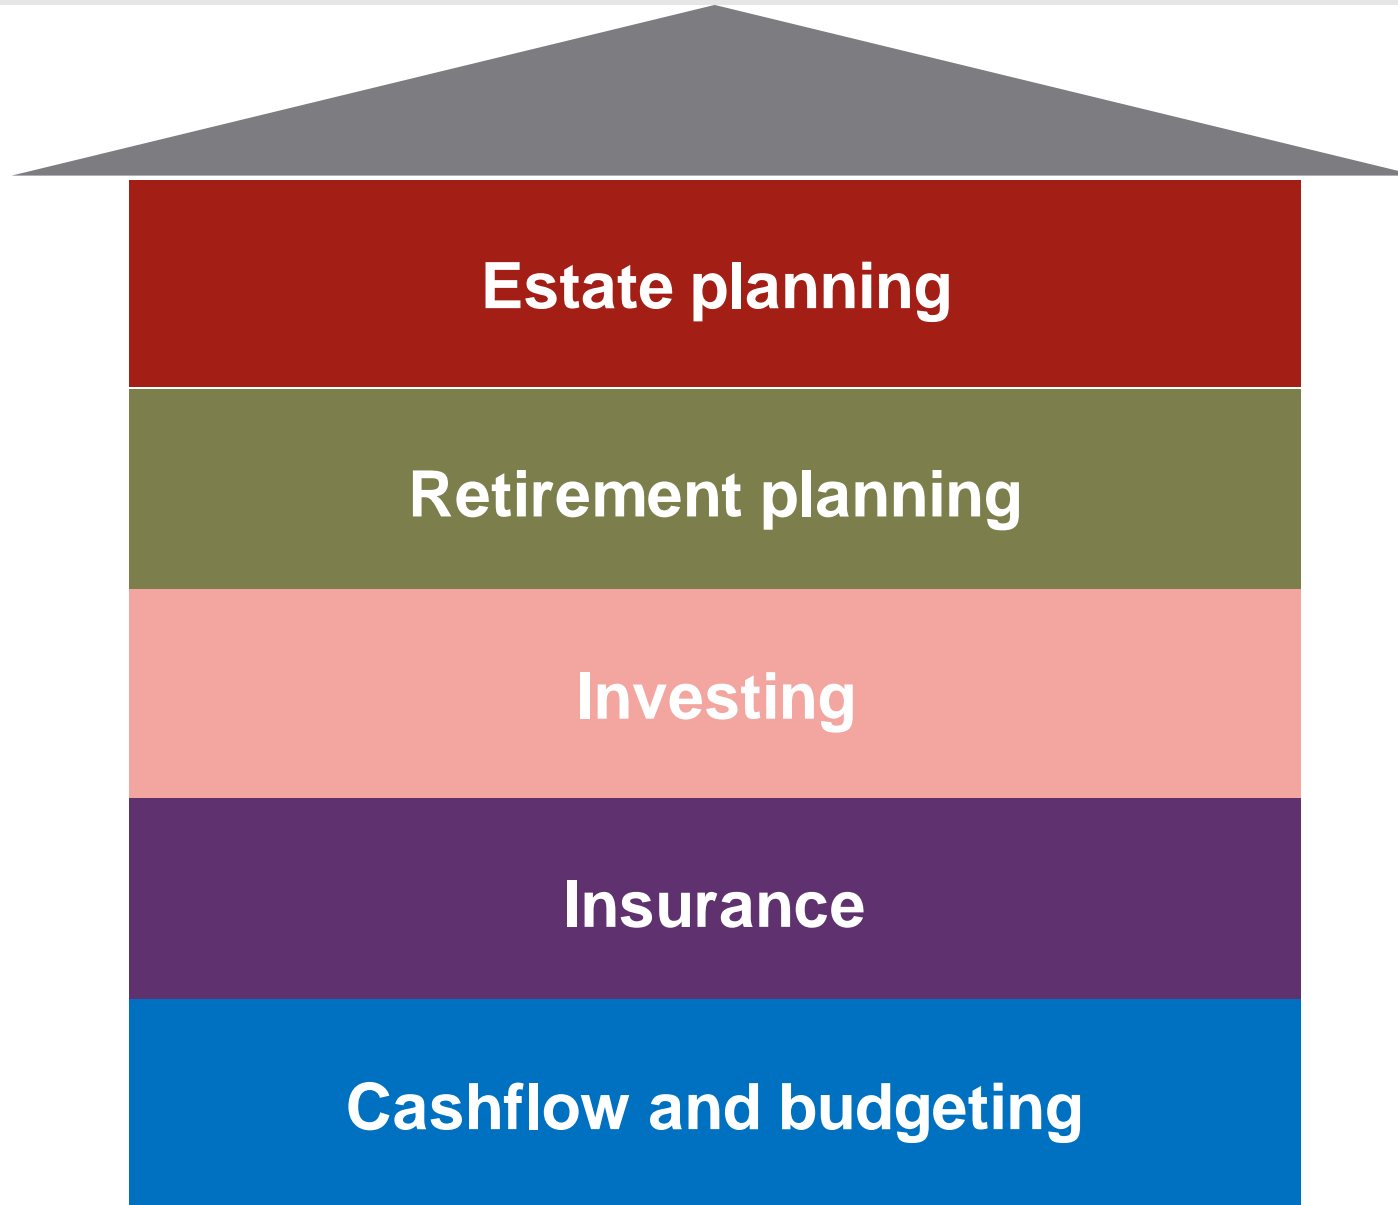 Estate planning
Retirement planning
Investing
Insurance
Cashflow and budgeting